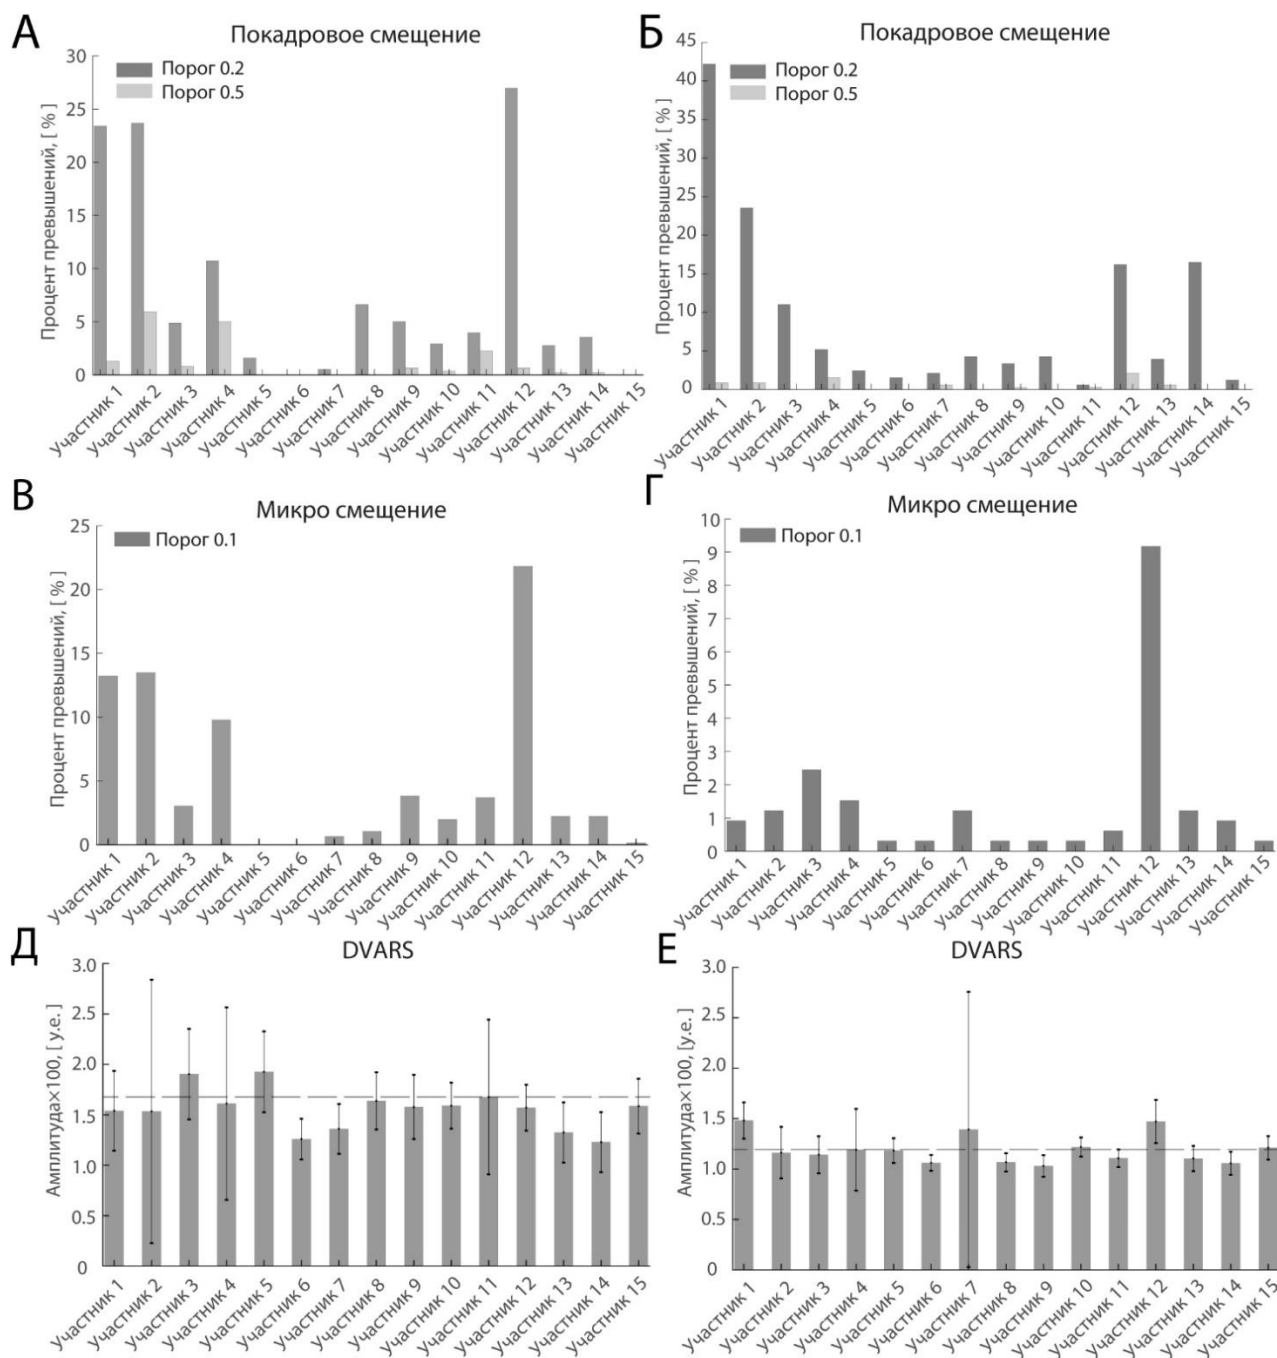 А
Покадровое смещение
Порог 0.2
Порог 0.5
Процент превышений, [ % ]
30
25
20
15
10
5
0
участник 1
участник 2
участник 3
участник 4
участник 5
участник 6
участник 7
участник 8
участник 9
участник 10
участник 11
участник 12
участник 13
участник 14
участник 15
Б
Покадровое смещение
Порог 0.2
Порог 0.5
Процент превышений, [ % ]
45
40
35
30
25
20
15
10
5
0
участник 1
участник 2
участник 3
участник 4
участник 5
участник 6
участник 7
участник 8
участник 9
участник 10
участник 11
участник 12
участник 13
участник 14
участник 15
В
Микро смещение
Порог 0.1
Процент превышений, [ % ]
25
20
15
10
5
0
участник 1
участник 2
участник 3
участник 4
участник 5
участник 6
участник 7
участник 8
участник 9
участник 10
участник 11
участник 12
участник 13
участник 14
участник 15
Г
Микро смещение
Порог 0.1
Процент превышений, [ % ]
10
9
8
7
6
5
4
3
2
1
0
участник 1
участник 2
участник 3
участник 4
участник 5
участник 6
участник 7
участник 8
участник 9
участник 10
участник 11
участник 12
участник 13
участник 14
участник 15
Д
DVARS
Амплитуда×100, [ у.е. ]
3.0
2.5
2.0
1.5
1.0
0.5
0
участник 1
участник 2
участник 3
участник 4
участник 5
участник 6
участник 7
участник 8
участник 9
участник 10
участник 11
участник 12
участник 13
участник 14
участник 15
Е
DVARS
Амплитуда×100, [ у.е. ]
3.0
2.5
2.0
1.5
1.0
0.5
0
участник 1
участник 2
участник 3
участник 4
участник 5
участник 6
участник 7
участник 8
участник 9
участник 10
участник 11
участник 12
участник 13
участник 14
участник 15